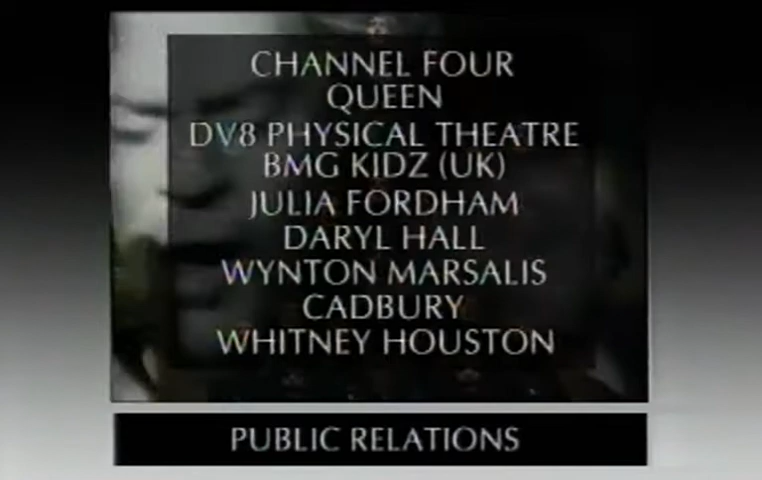 CHANNEL FOUR
QUEEN
DV8 PHYSICAL THEATRE
BMG KIDZ (UK)
JULIA FORDHAM
DARYL HALL
WYNTON MARSALIS
CADBURY
WHITNEY HOUSTON
PUBLIC RELATIONS